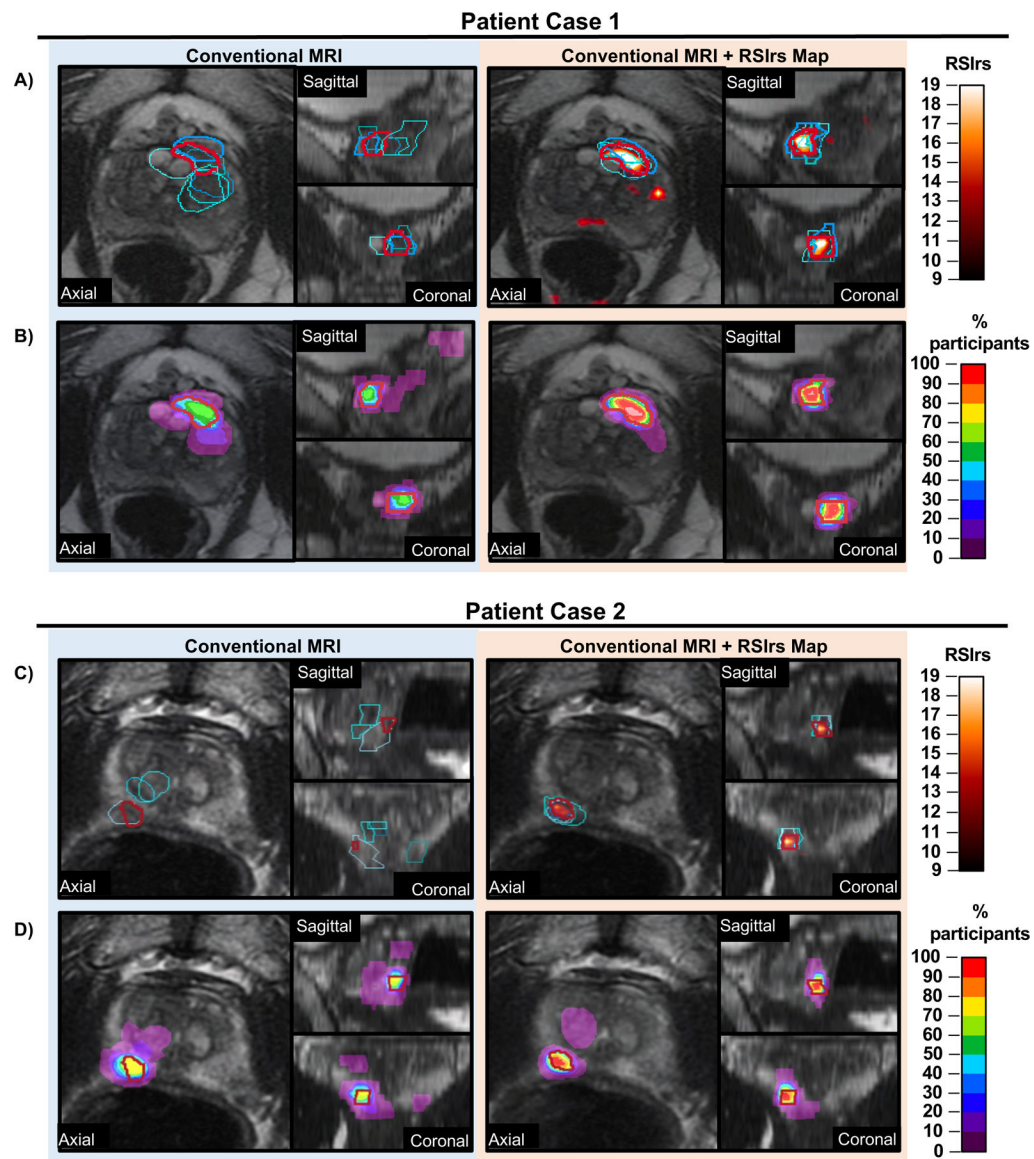 Patient Case 1
Conventional MRI
Conventional MRI + RSIrs Map
A)
Sagittal
Axial
Coronal
Sagittal
Axial
Coronal
RSIrs
19
18
17
16
15
14
13
12
11
10
9
B)
Sagittal
Axial
Coronal
Sagittal
Axial
Coronal
%
participants
100
90
80
70
60
50
40
30
20
10
0
Patient Case 2
Conventional MRI
Conventional MRI + RSIrs Map
C)
Sagittal
Axial
Coronal
Sagittal
Axial
Coronal
RSIrs
19
18
17
16
15
14
13
12
11
10
9
D)
Sagittal
Axial
Coronal
Sagittal
Axial
Coronal
%
participants
100
90
80
70
60
50
40
30
20
10
0